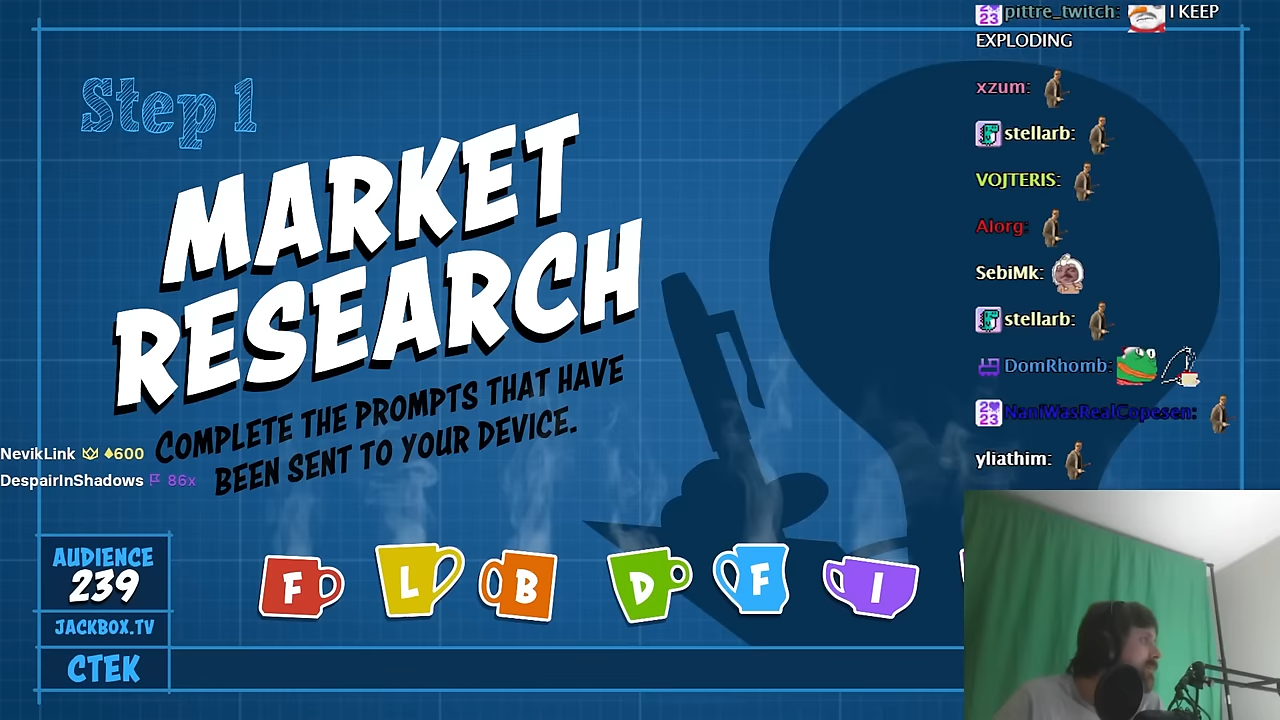 pittre_twitch: I KEEP
EXPLODING
xzum:
stellarb:
VOJTERIS:
Alorg:
SebiMk:
stellarb:
DomRhomb:
NaniWasRealCopesen:
yliathim:
Step 1
MARKET
RESEARCH
COMPLETE THE PROMPTS THAT HAVE
BEEN SENT TO YOUR DEVICE.
NevikLink 600
DespairInShadows 86x
AUDIENCE
239
JACKBOX.TV
CTEK
F L B D F I